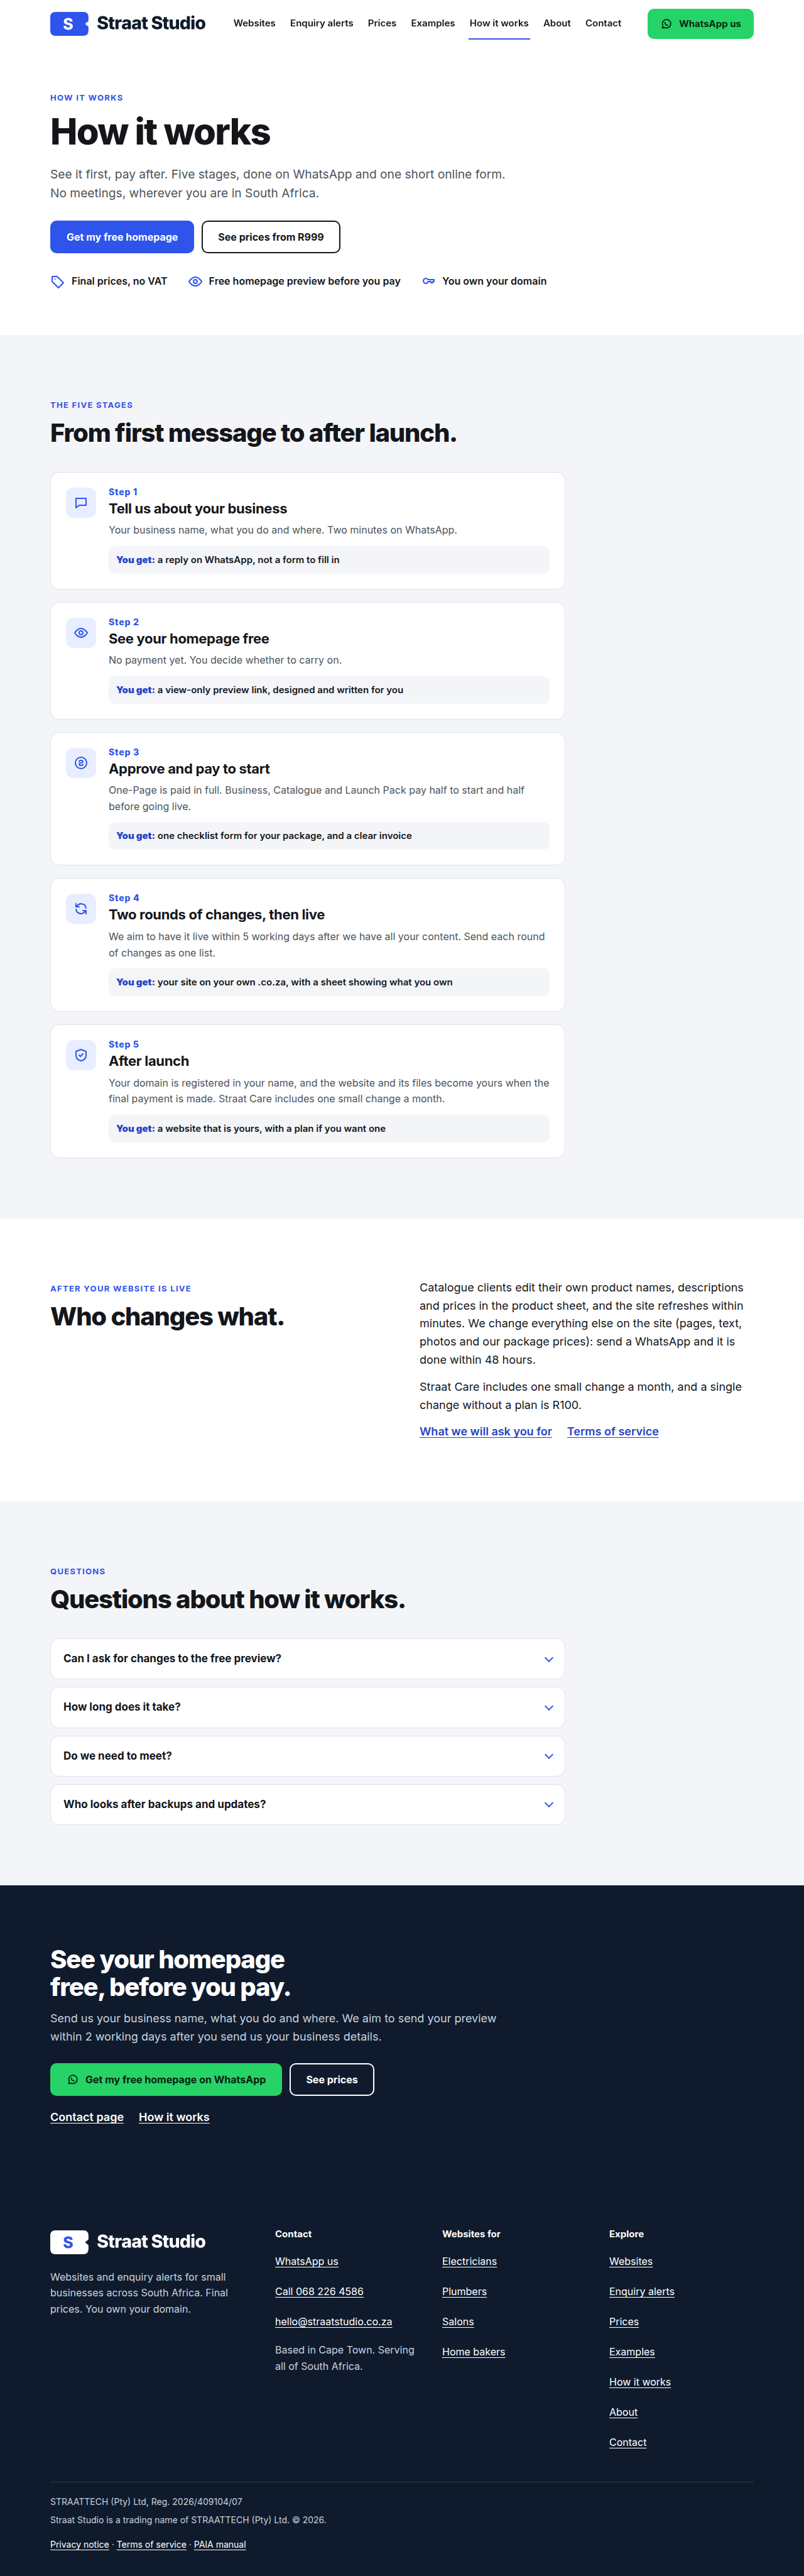 S Straat Studio
Websites Enquiry alerts Prices Examples How it works About Contact
WhatsApp us
HOW IT WORKS
How it works
See it first, pay after. Five stages, done on WhatsApp and one short online form.
No meetings, wherever you are in South Africa.
Get my free homepage
See prices from R999
Final prices, no VAT
Free homepage preview before you pay
You own your domain
THE FIVE STAGES
From first message to after launch.
Step 1
Tell us about your business
Your business name, what you do and where. Two minutes on WhatsApp.
You get: a reply on WhatsApp, not a form to fill in
Step 2
See your homepage free
No payment yet. You decide whether to carry on.
You get: a view-only preview link, designed and written for you
Step 3
Approve and pay to start
One-Page is paid in full. Business, Catalogue and Launch Pack pay half to start and half
before going live.
You get: one checklist form for your package, and a clear invoice
Step 4
Two rounds of changes, then live
We aim to have it live within 5 working days after we have all your content. Send each round
of changes as one list.
You get: your site on your own .co.za, with a sheet showing what you own
Step 5
After launch
Your domain is registered in your name, and the website and its files become yours when the
final payment is made. Straat Care includes one small change a month.
You get: a website that is yours, with a plan if you want one
AFTER YOUR WEBSITE IS LIVE
Who changes what.
Catalogue clients edit their own product names, descriptions
and prices in the product sheet, and the site refreshes within
minutes. We change everything else on the site (pages, text,
photos and our package prices): send a WhatsApp and it is
done within 48 hours.
Straat Care includes one small change a month, and a single
change without a plan is R100.
What we will ask you for Terms of service
QUESTIONS
Questions about how it works.
Can I ask for changes to the free preview?
How long does it take?
Do we need to meet?
Who looks after backups and updates?
See your homepage
free, before you pay.
Send us your business name, what you do and where. We aim to send your preview
within 2 working days after you send us your business details.
Get my free homepage on WhatsApp
See prices
Contact page How it works
S Straat Studio
Websites and enquiry alerts for small
businesses across South Africa. Final
prices. You own your domain.
Contact
WhatsApp us
Call 068 226 4586
hello@straatstudio.co.za
Based in Cape Town. Serving
all of South Africa.
Websites for
Electricians
Plumbers
Salons
Home bakers
Explore
Websites
Enquiry alerts
Prices
Examples
How it works
About
Contact
STRAATTECH (Pty) Ltd, Reg. 2026/409104/07
Straat Studio is a trading name of STRAATTECH (Pty) Ltd. © 2026.
Privacy notice · Terms of service · PAIA manual